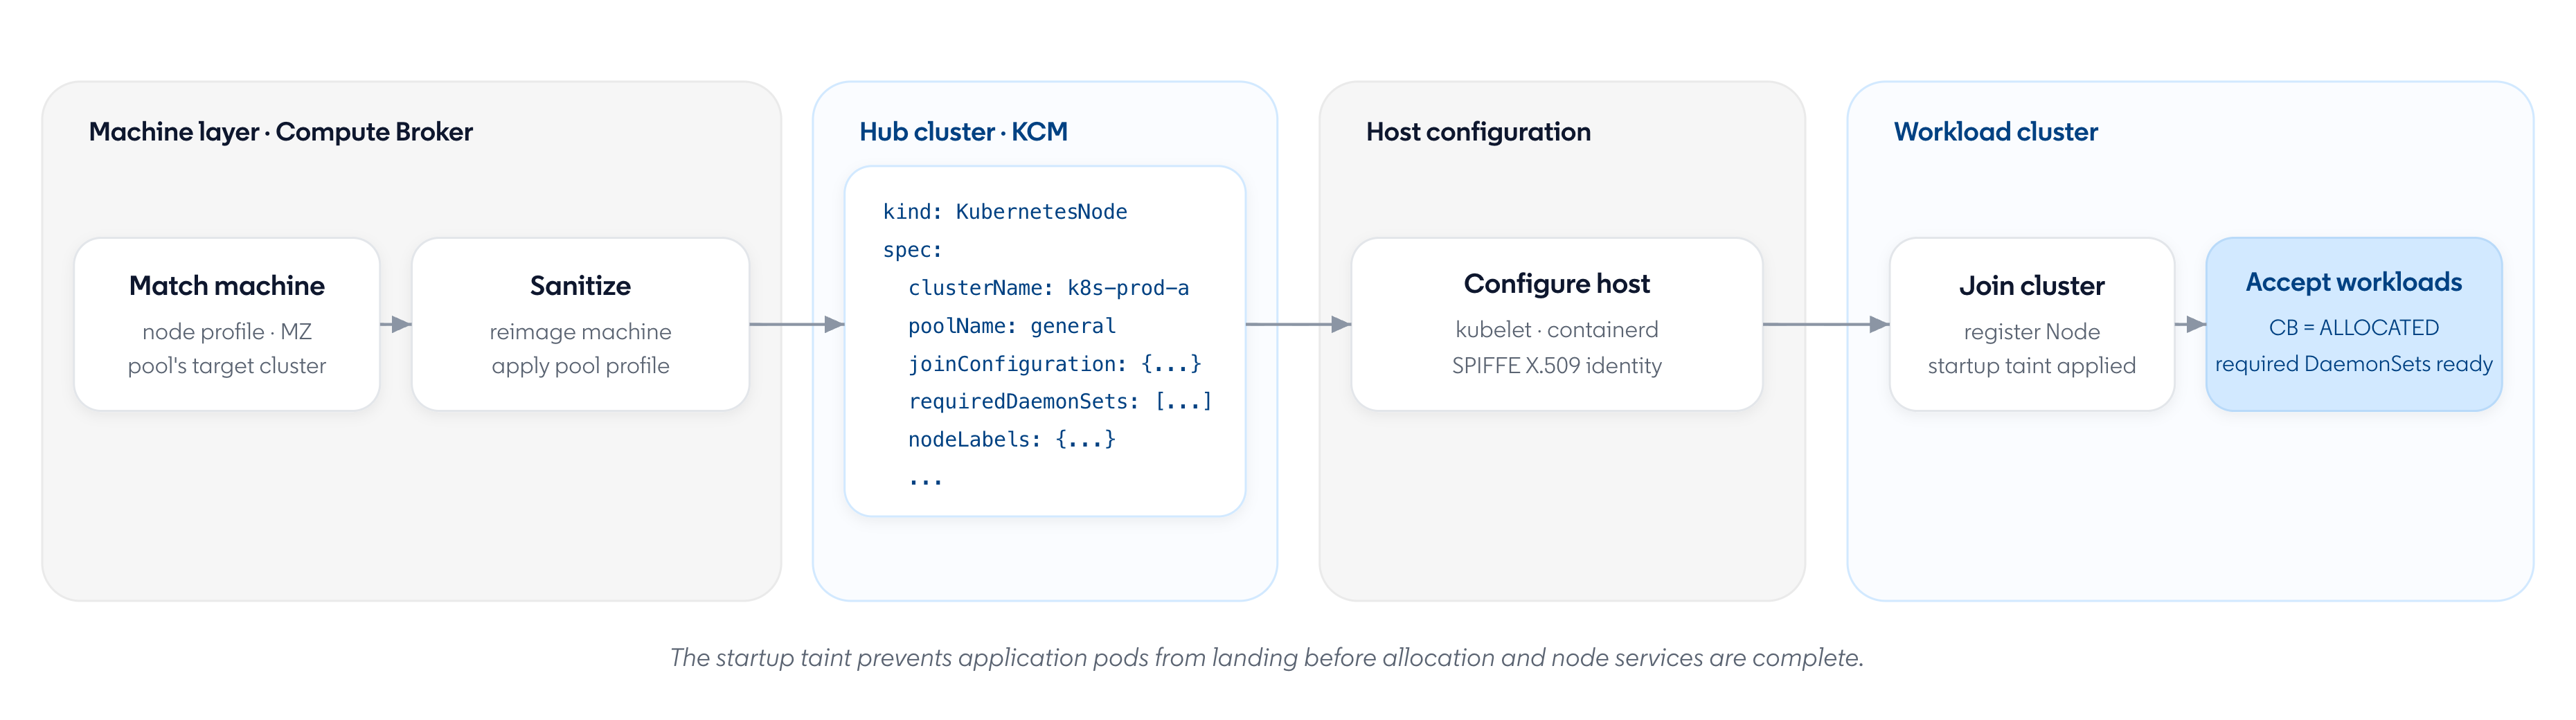 Machine layer · Compute Broker
Match machine
node profile · MZ
pool's target cluster
Sanitize
reimage machine
apply pool profile
Hub cluster · KCM
kind: KubernetesNode
spec:
  clusterName: k8s-prod-a
  poolName: general
  joinConfiguration: {...}
  requiredDaemonSets: [...]
  nodeLabels: {...}
  ...
Host configuration
Configure host
kubelet · containerd
SPIFFE X.509 identity
Workload cluster
Join cluster
register Node
startup taint applied
Accept workloads
CB = ALLOCATED
required DaemonSets ready
The startup taint prevents application pods from landing before allocation and node services are complete.